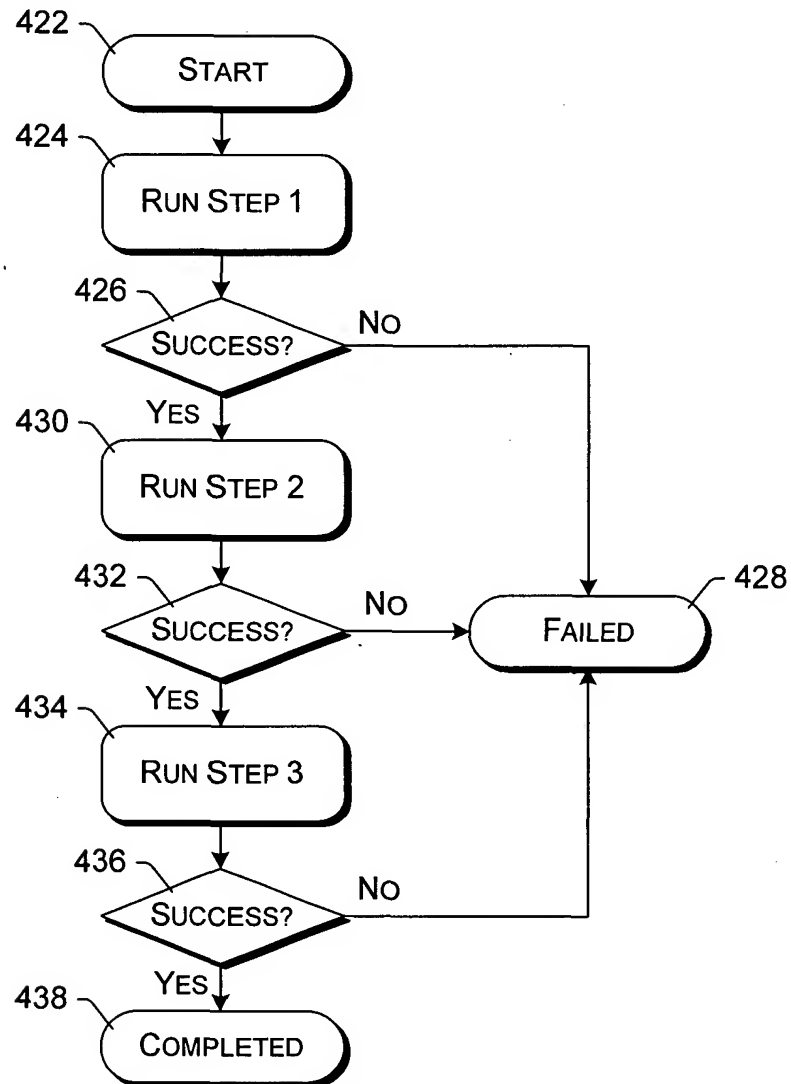 422
START
424
RUN STEP 1
426
SUCCESS?
NO
YES
430
RUN STEP 2
432
SUCCESS?
NO
428
FAILED
YES
434
RUN STEP 3
436
SUCCESS?
NO
YES
438
COMPLETED